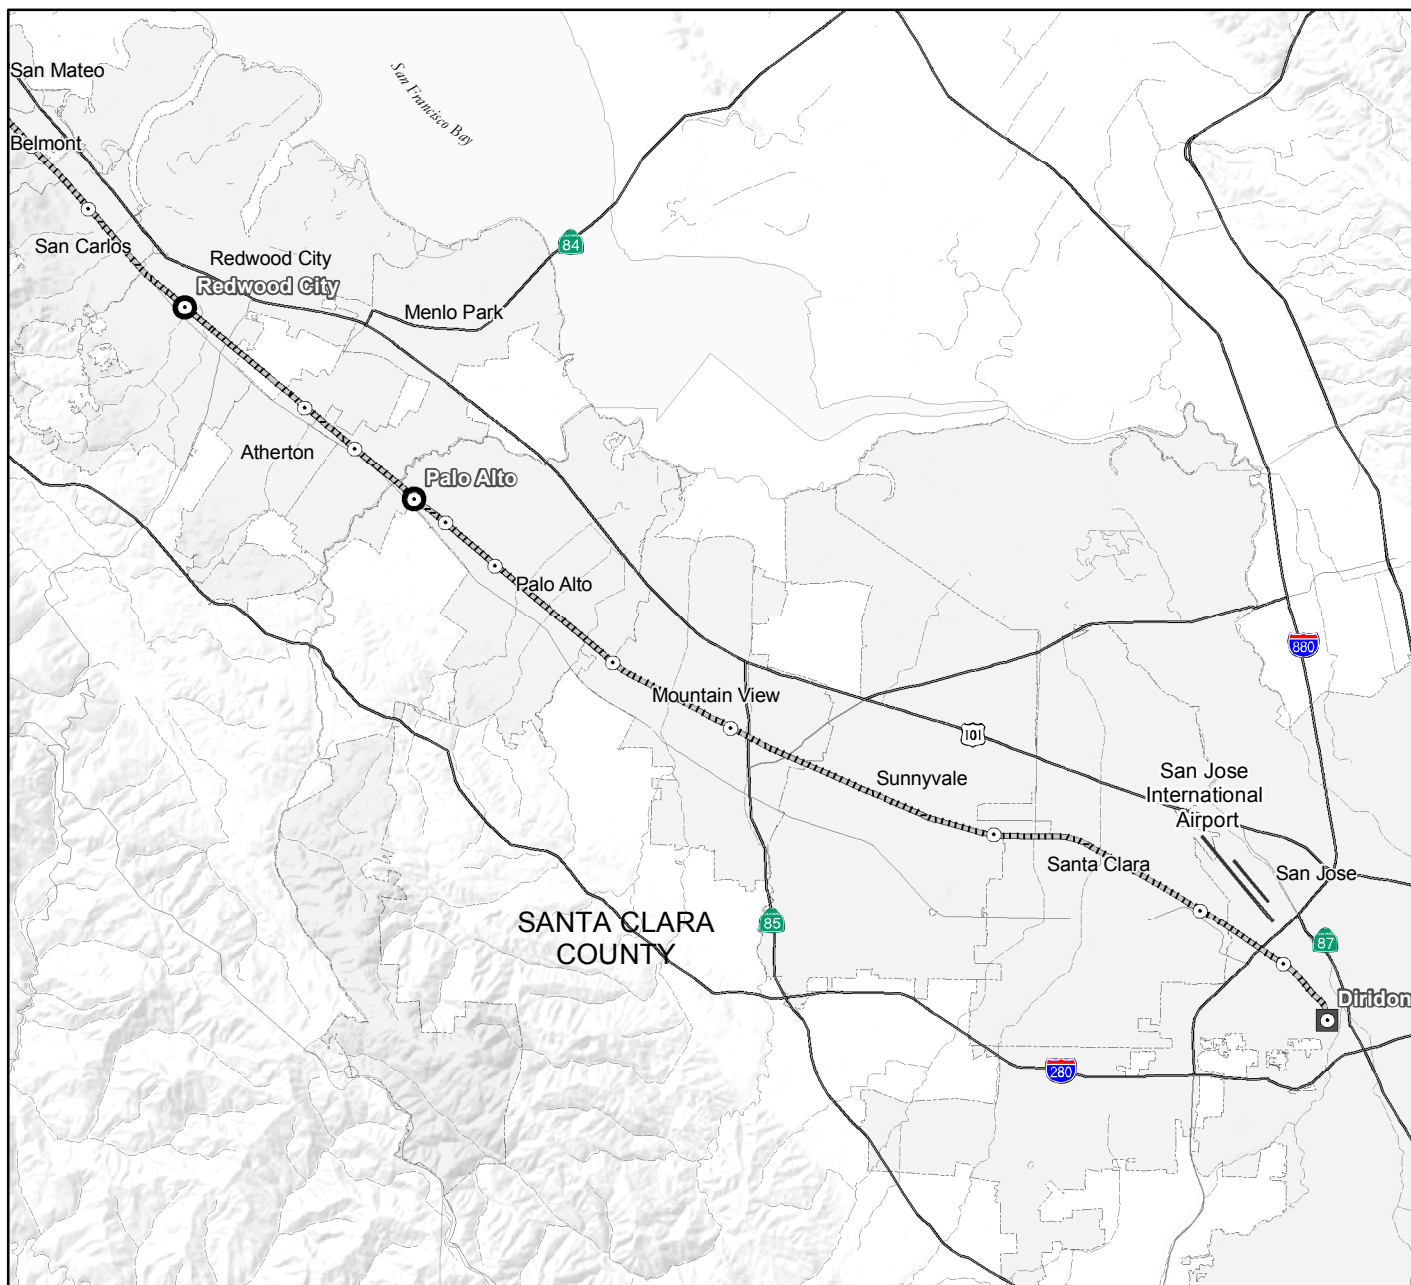 San Mateo
San Francisco Bay
Belmont
San Carlos
84
Redwood City
Redwood City
Menlo Park
Atherton
Palo Alto
Palo Alto
880
Mountain View
101
Sunnyvale
San Jose
International
Airport
Santa Clara
San Jose
SANTA CLARA
COUNTY
85
87
Diridon
280